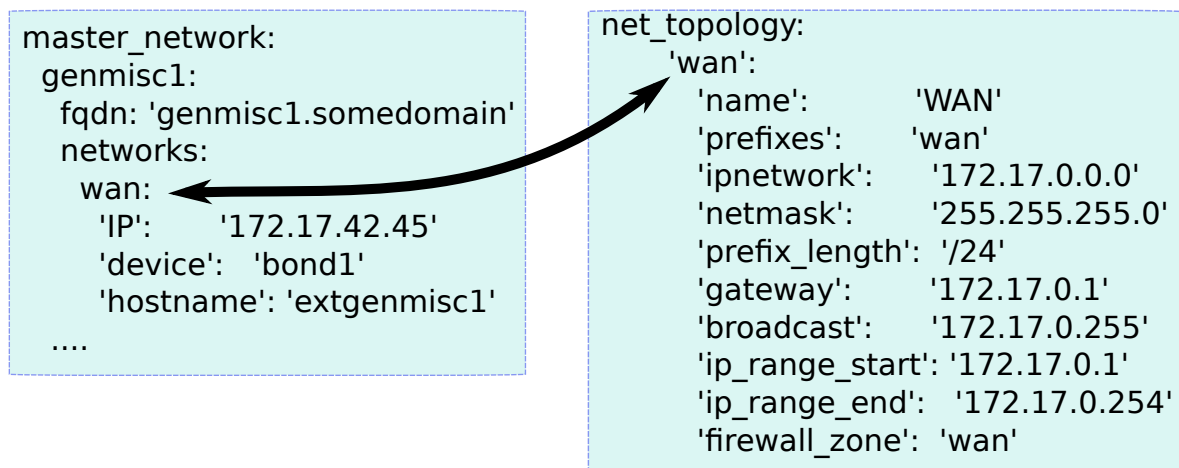 master_network:
genmisc1:
fqdn: 'genmisc1.somedomain'
networks:
wan:
'IP': '172.17.42.45'
'device': 'bond1'
'hostname': 'extgenmisc1'
....
net_topology:
'wan':
'name': 'WAN'
'prefixes': 'wan'
'ipnetwork': '172.17.0.0.0'
'netmask': '255.255.255.0'
'prefix_length': '/24'
'gateway': '172.17.0.1'
'broadcast': '172.17.0.255'
'ip_range_start': '172.17.0.1'
'ip_range_end': '172.17.0.254'
'firewall_zone': 'wan'